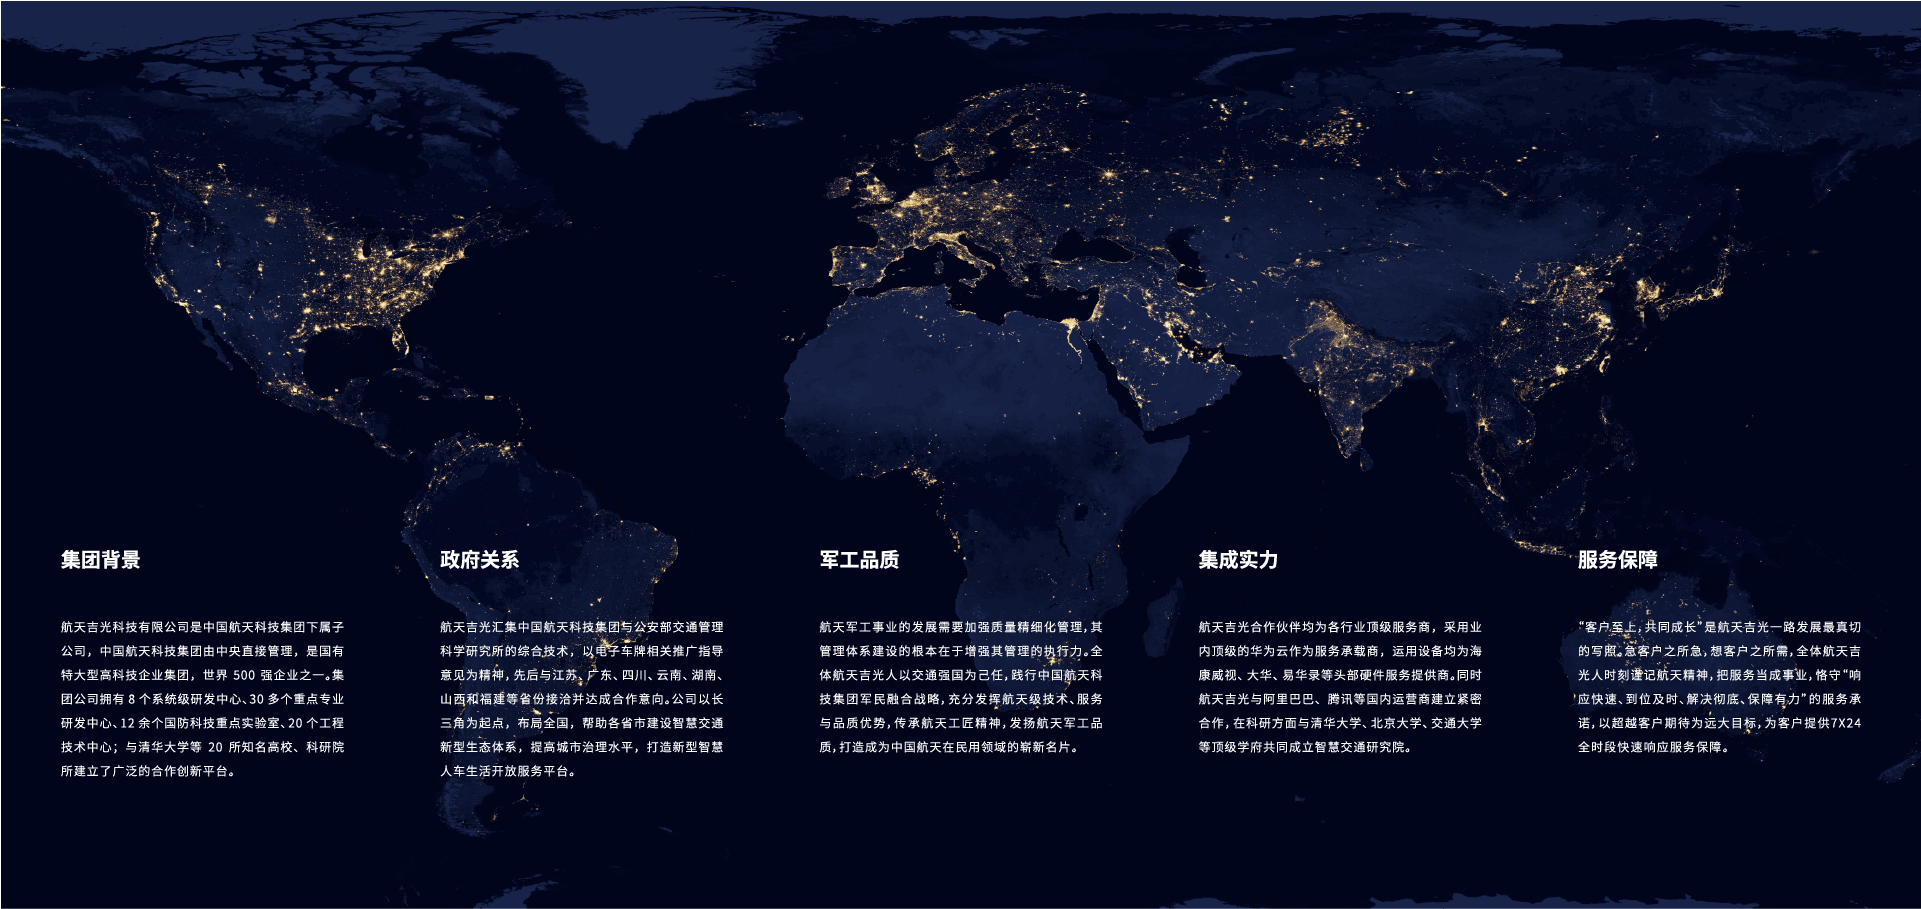 集团背景
航天吉光科技有限公司是中国航天科技集团下属子
公司，中国航天科技集团由中央直接管理，是国有
特大型高科技企业集团，世界 500 强企业之一。集
团公司拥有 8 个系统级研发中心、30 多个重点专业
研发中心、12 余个国防科技重点实验室、20 个工程
技术中心；与清华大学等 20 所知名高校、科研院
所建立了广泛的合作创新平台。
政府关系
航天吉光汇集中国航天科技集团与公安部交通管理
科学研究所的综合技术，以电子车牌相关推广指导
意见为精神，先后与江苏、广东、四川、云南、湖南、
山西和福建等省份接洽并达成合作意向。公司以长
三角为起点，布局全国，帮助各省市建设智慧交通
新型生态体系，提高城市治理水平，打造新型智慧
人车生活开放服务平台。
军工品质
航天军工事业的发展需要加强质量精细化管理，其
管理体系建设的根本在于增强其管理的执行力。全
体航天吉光人以交通强国为己任，践行中国航天科
技集团军民融合战略，充分发挥航天级技术、服务
与品质优势，传承航天工匠精神，发扬航天军工品
质，打造成为中国航天在民用领域的崭新名片。
集成实力
航天吉光合作伙伴均为各行业顶级服务商，采用业
内顶级的华为云作为服务承载商，运用设备均为海
康威视、大华、易华录等头部硬件服务提供商。同时
航天吉光与阿里巴巴、腾讯等国内运营商建立紧密
合作，在科研方面与清华大学、北京大学、交通大学
等顶级学府共同成立智慧交通研究院。
服务保障
“客户至上，共同成长”是航天吉光一路发展最真切
的写照。急客户之所急，想客户之所需，全体航天吉
光人时刻谨记航天精神，把服务当成事业，恪守“响
应快速、到位及时、解决彻底、保障有力”的服务承
诺，以超越客户期待为远大目标，为客户提供7X24
全时段快速响应服务保障。